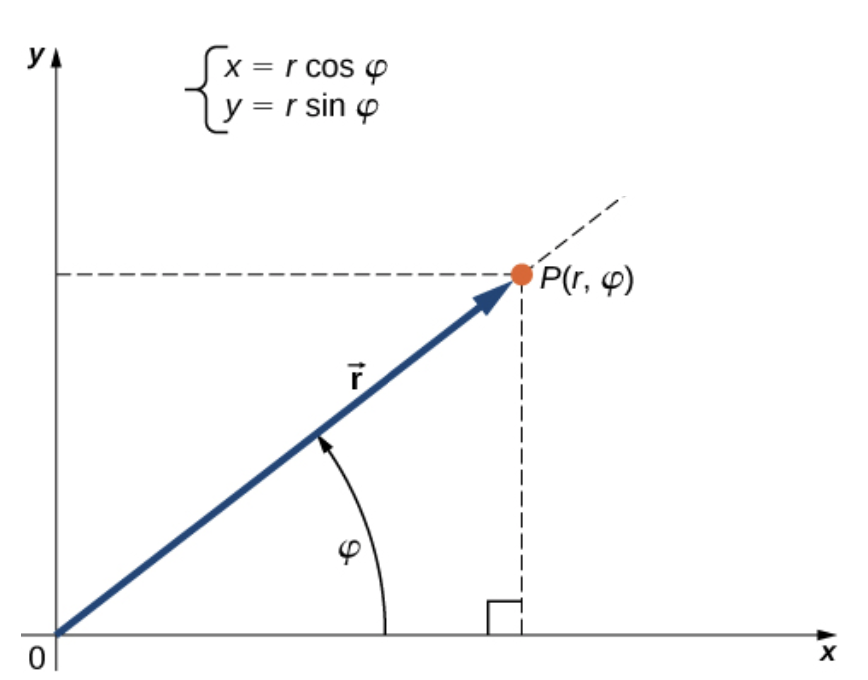 y
x = r cos φ
y = r sin φ
P(r, φ)
r⃗
φ
0
x